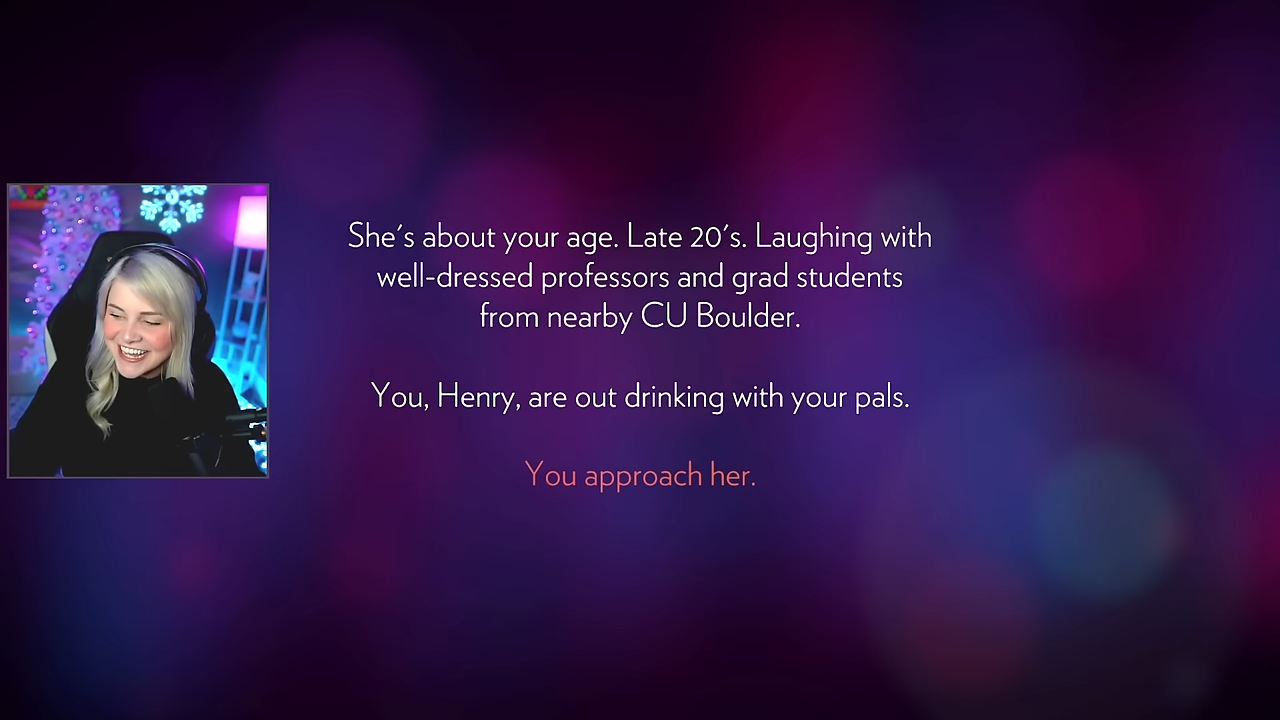 She's about your age. Late 20's. Laughing with
well-dressed professors and grad students
from nearby CU Boulder.
You, Henry, are out drinking with your pals.
You approach her.